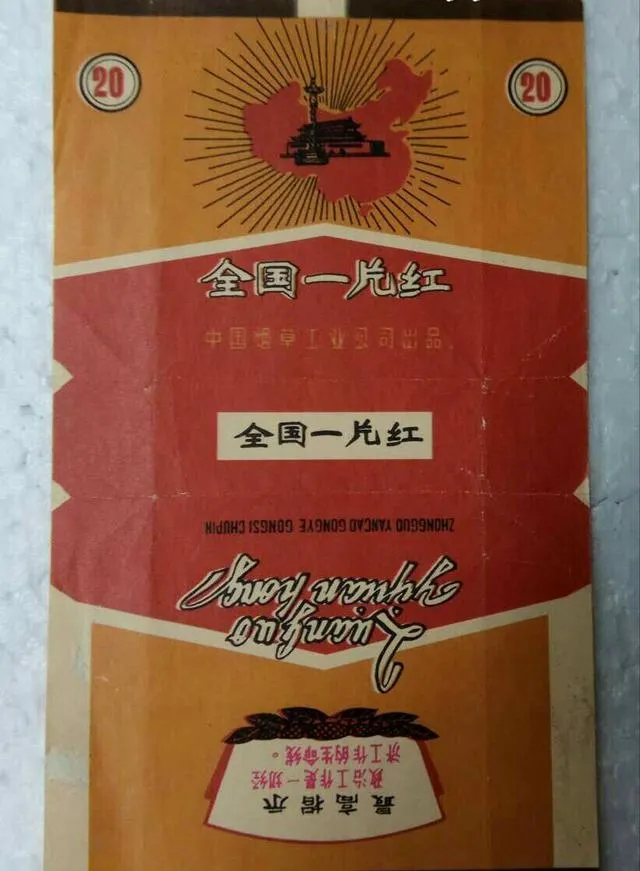 20
20
全国一片红
中国烟草工业公司出品。
全国一片红
最高指示
政治工作是一切经
济工作的生命线。
Quanguo
yipian hong
ZHONGGUO YANCAO GONGYE GONGSI CHUPIN